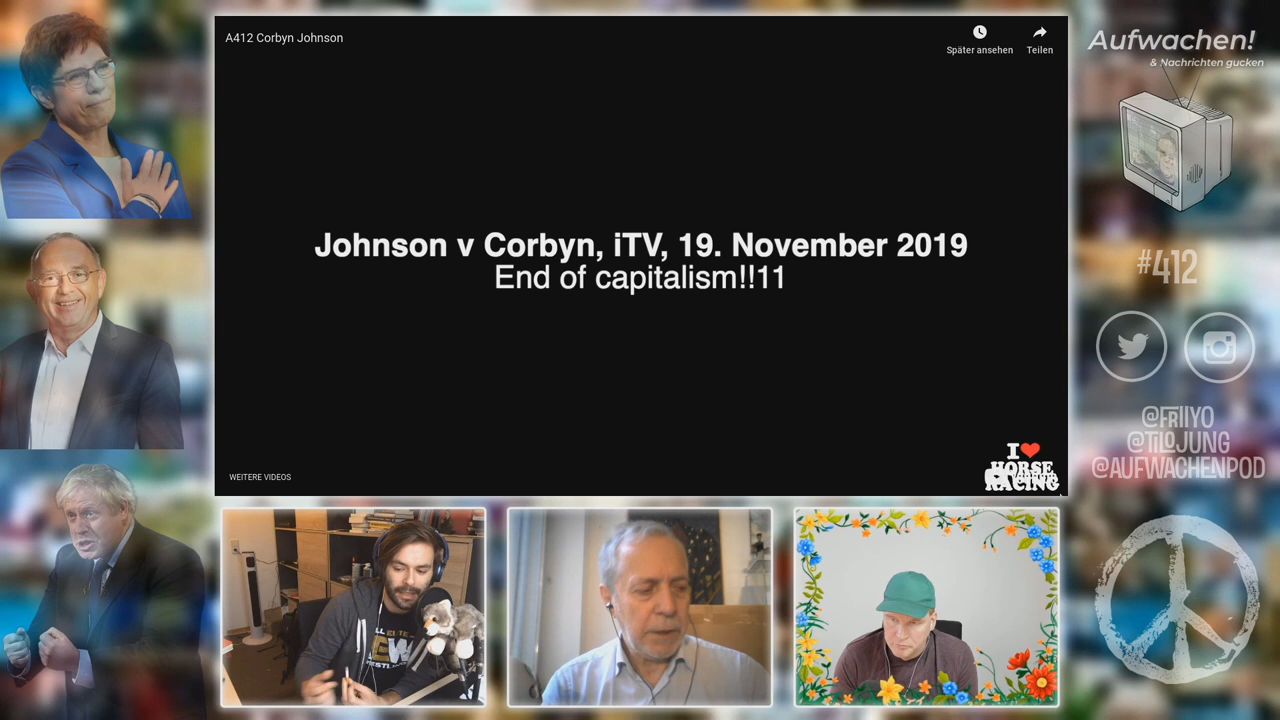 A412 Corbyn Johnson
Später ansehen
Teilen
Johnson v Corbyn, iTV, 19. November 2019
End of capitalism!!11
WEITERE VIDEOS
I
HORSE
RACING
Aufwachen!
& Nachrichten gucken
#412
@FRIIYO
@TILOJUNG
@AUFWACHENPOD